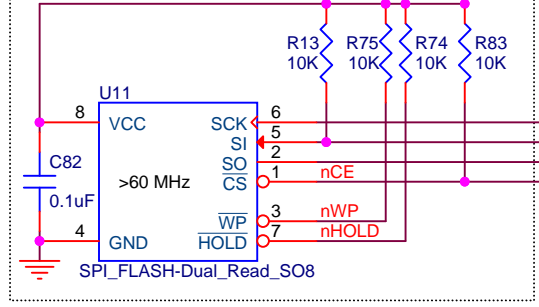 R13 R75 R74 R83
10K 10K 10K 10K
U11
8 VCC SCK 6
SI 5
SO 2
C82 CS 1 nCE
>60 MHz
0.1uF
WP 3 nWP
4 GND HOLD 7 nHOLD
SPI_FLASH-Dual_Read_SO8